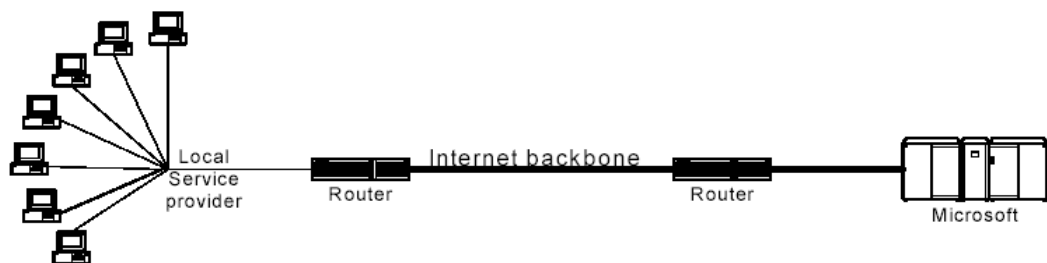 Local
Service
provider
Router
Internet backbone
Router
Microsoft